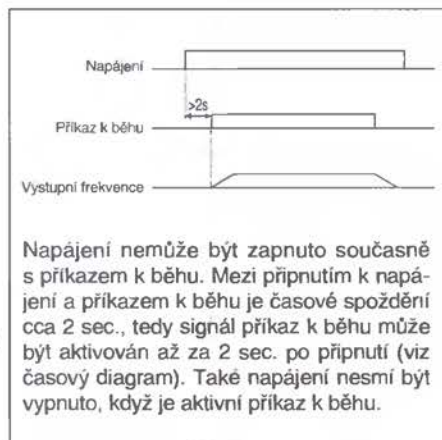 Napájení
>2s
Příkaz k běhu
Vystupní frekvence
Napájení nemůže být zapnuto současně
s příkazem k běhu. Mezi připnutím k napá-
jení a příkazem k běhu je časové spoždění
cca 2 sec., tedy signál příkaz k běhu může
být aktivován až za 2 sec. po připnutí (viz
časový diagram). Také napájení nesmí být
vypnuto, když je aktivní příkaz k běhu.